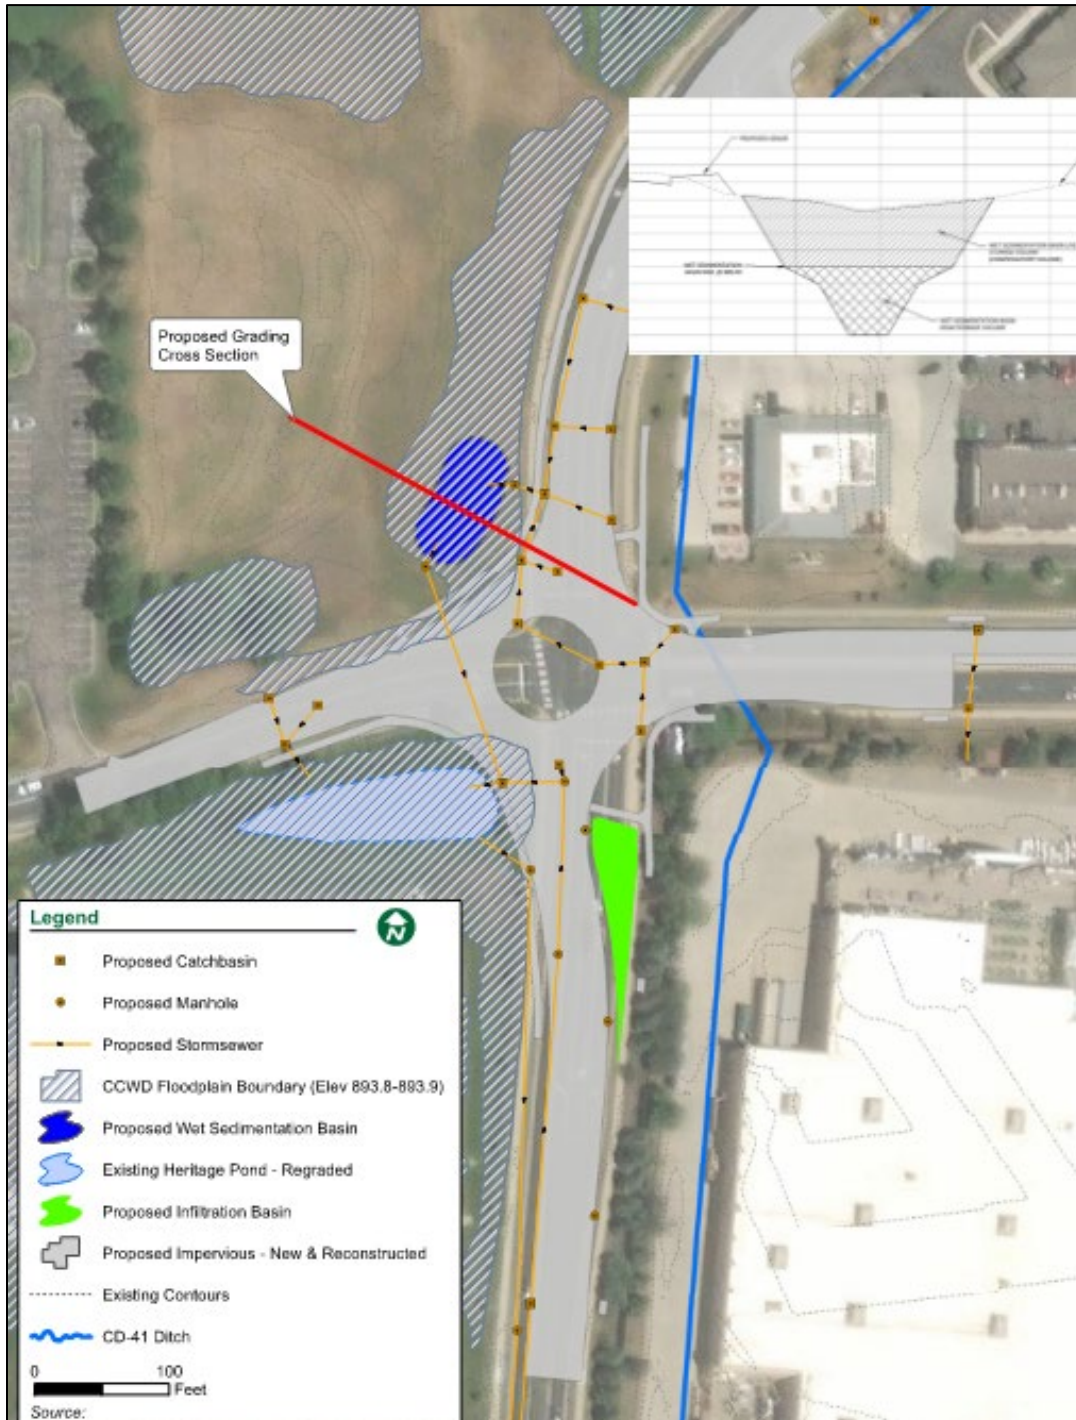 Proposed Grading
Cross Section
Legend
N
Proposed Catchbasin
Proposed Manhole
Proposed Stormsewer
CCWD Floodplain Boundary (Elev 893.8-893.9)
Proposed Wet Sedimentation Basin
Existing Heritage Pond - Regraded
Proposed Infiltration Basin
Proposed Impervious - New & Reconstructed
Existing Contours
CD-41 Ditch
0 100
Feet
Source: